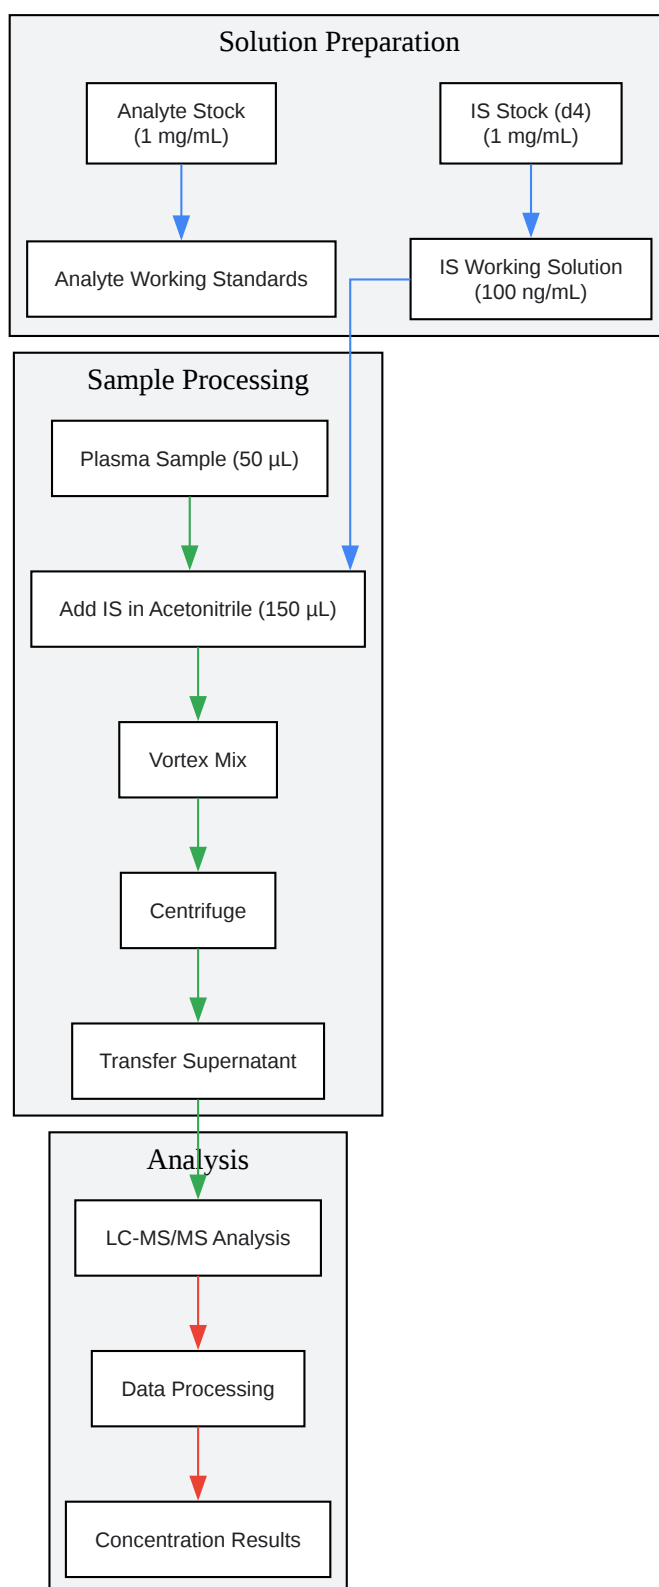 Solution Preparation
Analyte Stock
(1 mg/mL)
IS Stock (d4)
(1 mg/mL)
Analyte Working Standards
IS Working Solution
(100 ng/mL)
Sample Processing
Plasma Sample (50 µL)
Add IS in Acetonitrile (150 µL)
Vortex Mix
Centrifuge
Transfer Supernatant
Analysis
LC-MS/MS Analysis
Data Processing
Concentration Results